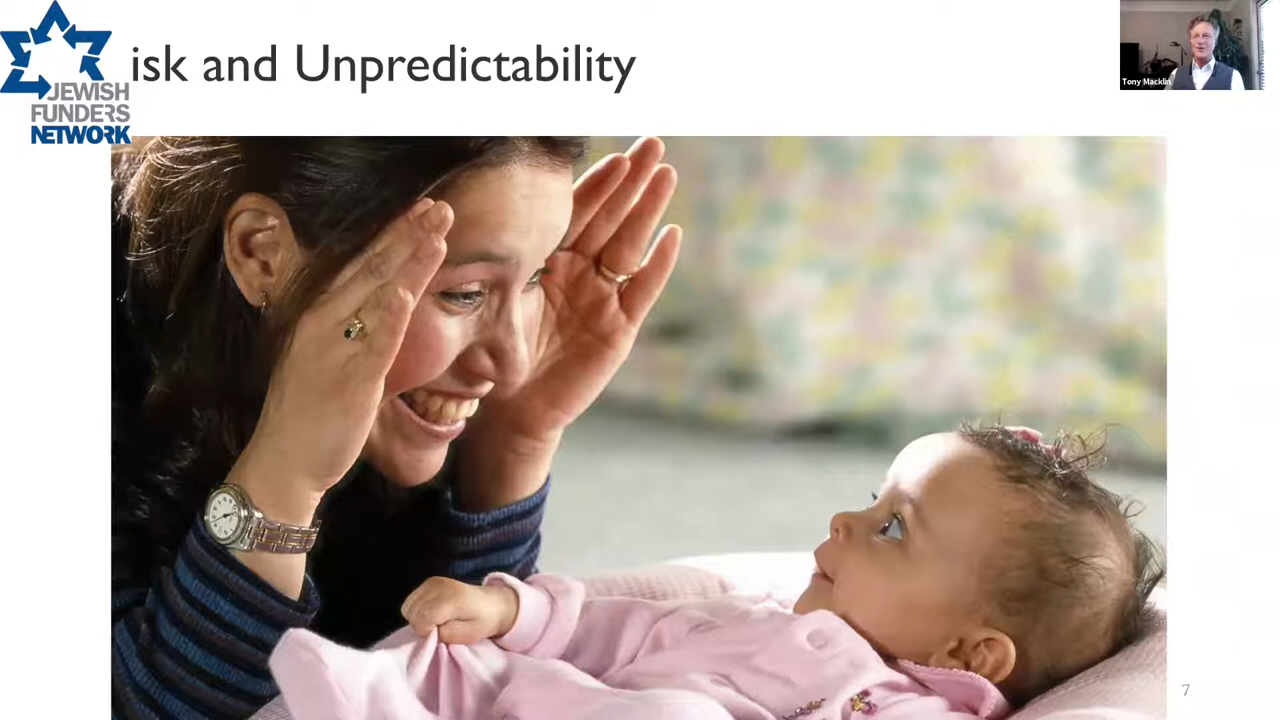 isk and Unpredictability
JEWISH
FUNDERS
NETWORK
Tony Macklin
7